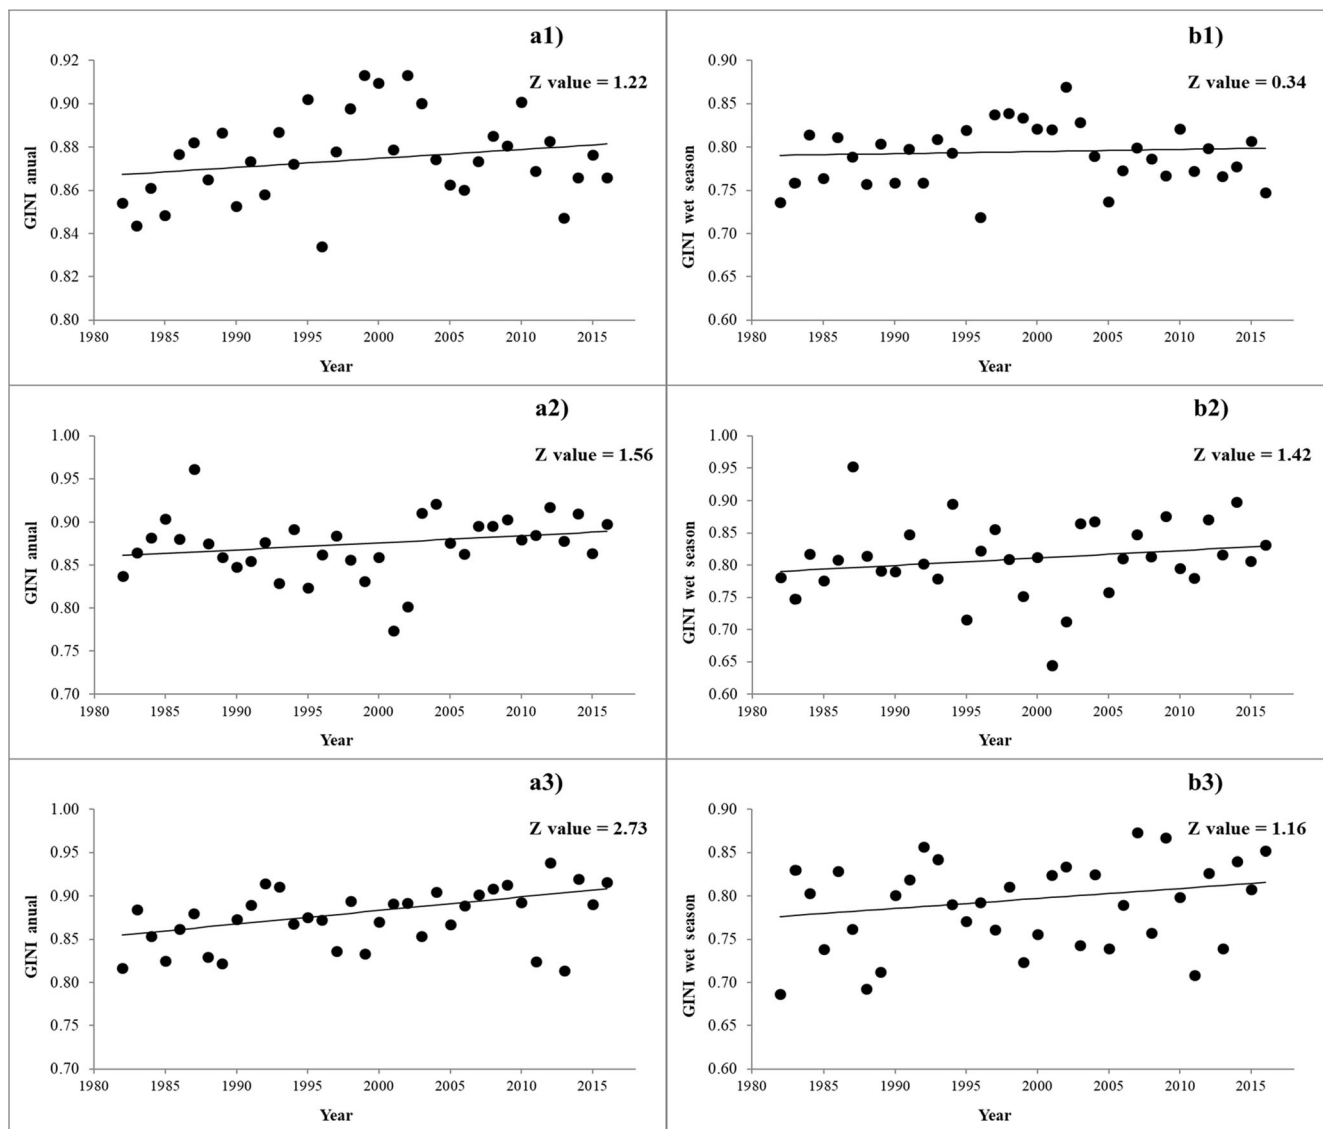 a1)
Z value = 1.22
GINI anual
0.92
0.90
0.88
0.86
0.84
0.82
0.80
1980 1985 1990 1995 2000 2005 2010 2015
Year
b1)
Z value = 0.34
GINI wet season
0.90
0.85
0.80
0.75
0.70
0.65
0.60
1980 1985 1990 1995 2000 2005 2010 2015
Year
a2)
Z value = 1.56
GINI anual
1.00
0.95
0.90
0.85
0.80
0.75
0.70
1980 1985 1990 1995 2000 2005 2010 2015
Year
b2)
Z value = 1.42
GINI wet season
1.00
0.95
0.90
0.85
0.80
0.75
0.70
0.65
0.60
1980 1985 1990 1995 2000 2005 2010 2015
Year
a3)
Z value = 2.73
GINI anual
1.00
0.95
0.90
0.85
0.80
0.75
0.70
1980 1985 1990 1995 2000 2005 2010 2015
Year
b3)
Z value = 1.16
GINI wet season
0.90
0.85
0.80
0.75
0.70
0.65
0.60
1980 1985 1990 1995 2000 2005 2010 2015
Year